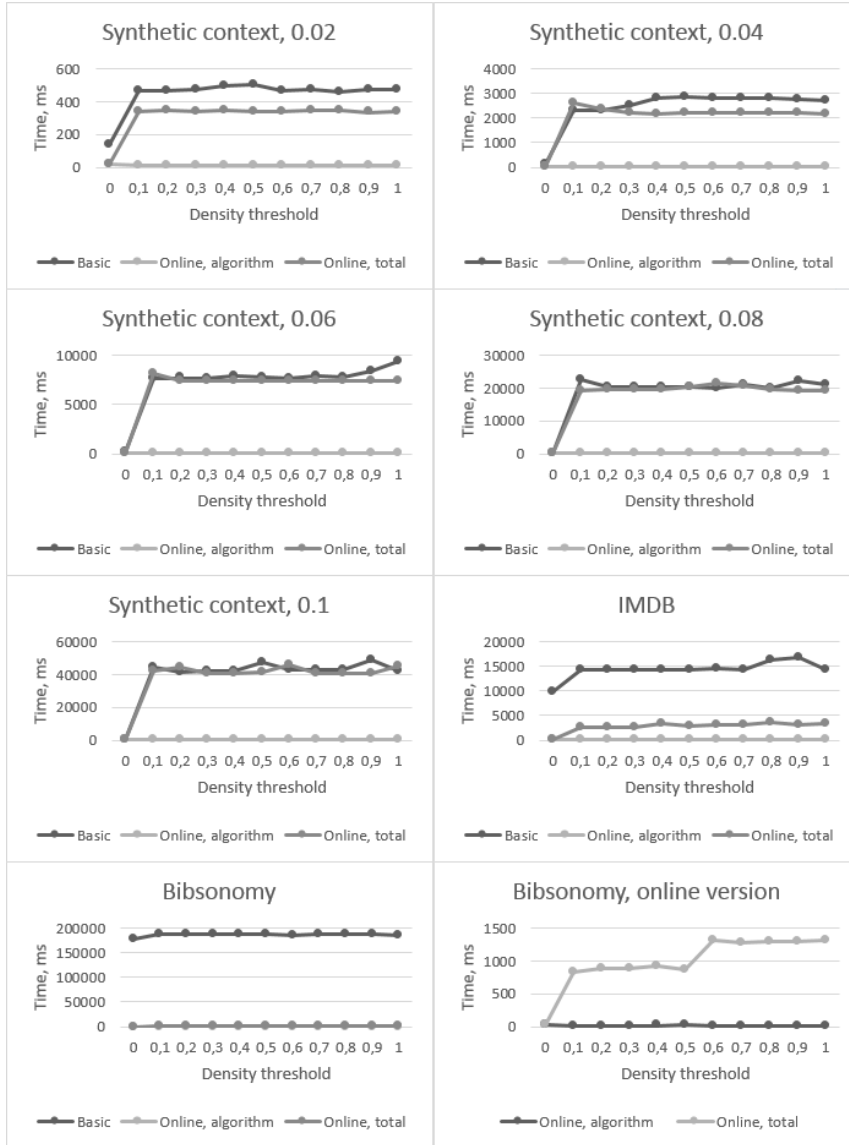 Synthetic context, 0.02
600
400
200
0
Time, ms
0 0,1 0,2 0,3 0,4 0,5 0,6 0,7 0,8 0,9 1
Density threshold
Basic Online, algorithm Online, total
Synthetic context, 0.04
4000
3000
2000
1000
0
Time, ms
0 0,1 0,2 0,3 0,4 0,5 0,6 0,7 0,8 0,9 1
Density threshold
Basic Online, algorithm Online, total
Synthetic context, 0.06
10000
5000
0
Time, ms
0 0,1 0,2 0,3 0,4 0,5 0,6 0,7 0,8 0,9 1
Density threshold
Basic Online, algorithm Online, total
Synthetic context, 0.08
30000
20000
10000
0
Time, ms
0 0,1 0,2 0,3 0,4 0,5 0,6 0,7 0,8 0,9 1
Density threshold
Basic Online, algorithm Online, total
Synthetic context, 0.1
60000
40000
20000
0
Time, ms
0 0,1 0,2 0,3 0,4 0,5 0,6 0,7 0,8 0,9 1
Density threshold
Basic Online, algorithm Online, total
IMDB
20000
15000
10000
5000
0
Time, ms
0 0,1 0,2 0,3 0,4 0,5 0,6 0,7 0,8 0,9 1
Density threshold
Basic Online, algorithm Online, total
Bibsonomy
200000
150000
100000
50000
0
Time, ms
0 0,1 0,2 0,3 0,4 0,5 0,6 0,7 0,8 0,9 1
Density threshold
Basic Online, algorithm Online, total
Bibsonomy, online version
1500
1000
500
0
Time, ms
0 0,1 0,2 0,3 0,4 0,5 0,6 0,7 0,8 0,9 1
Density threshold
Online, algorithm Online, total